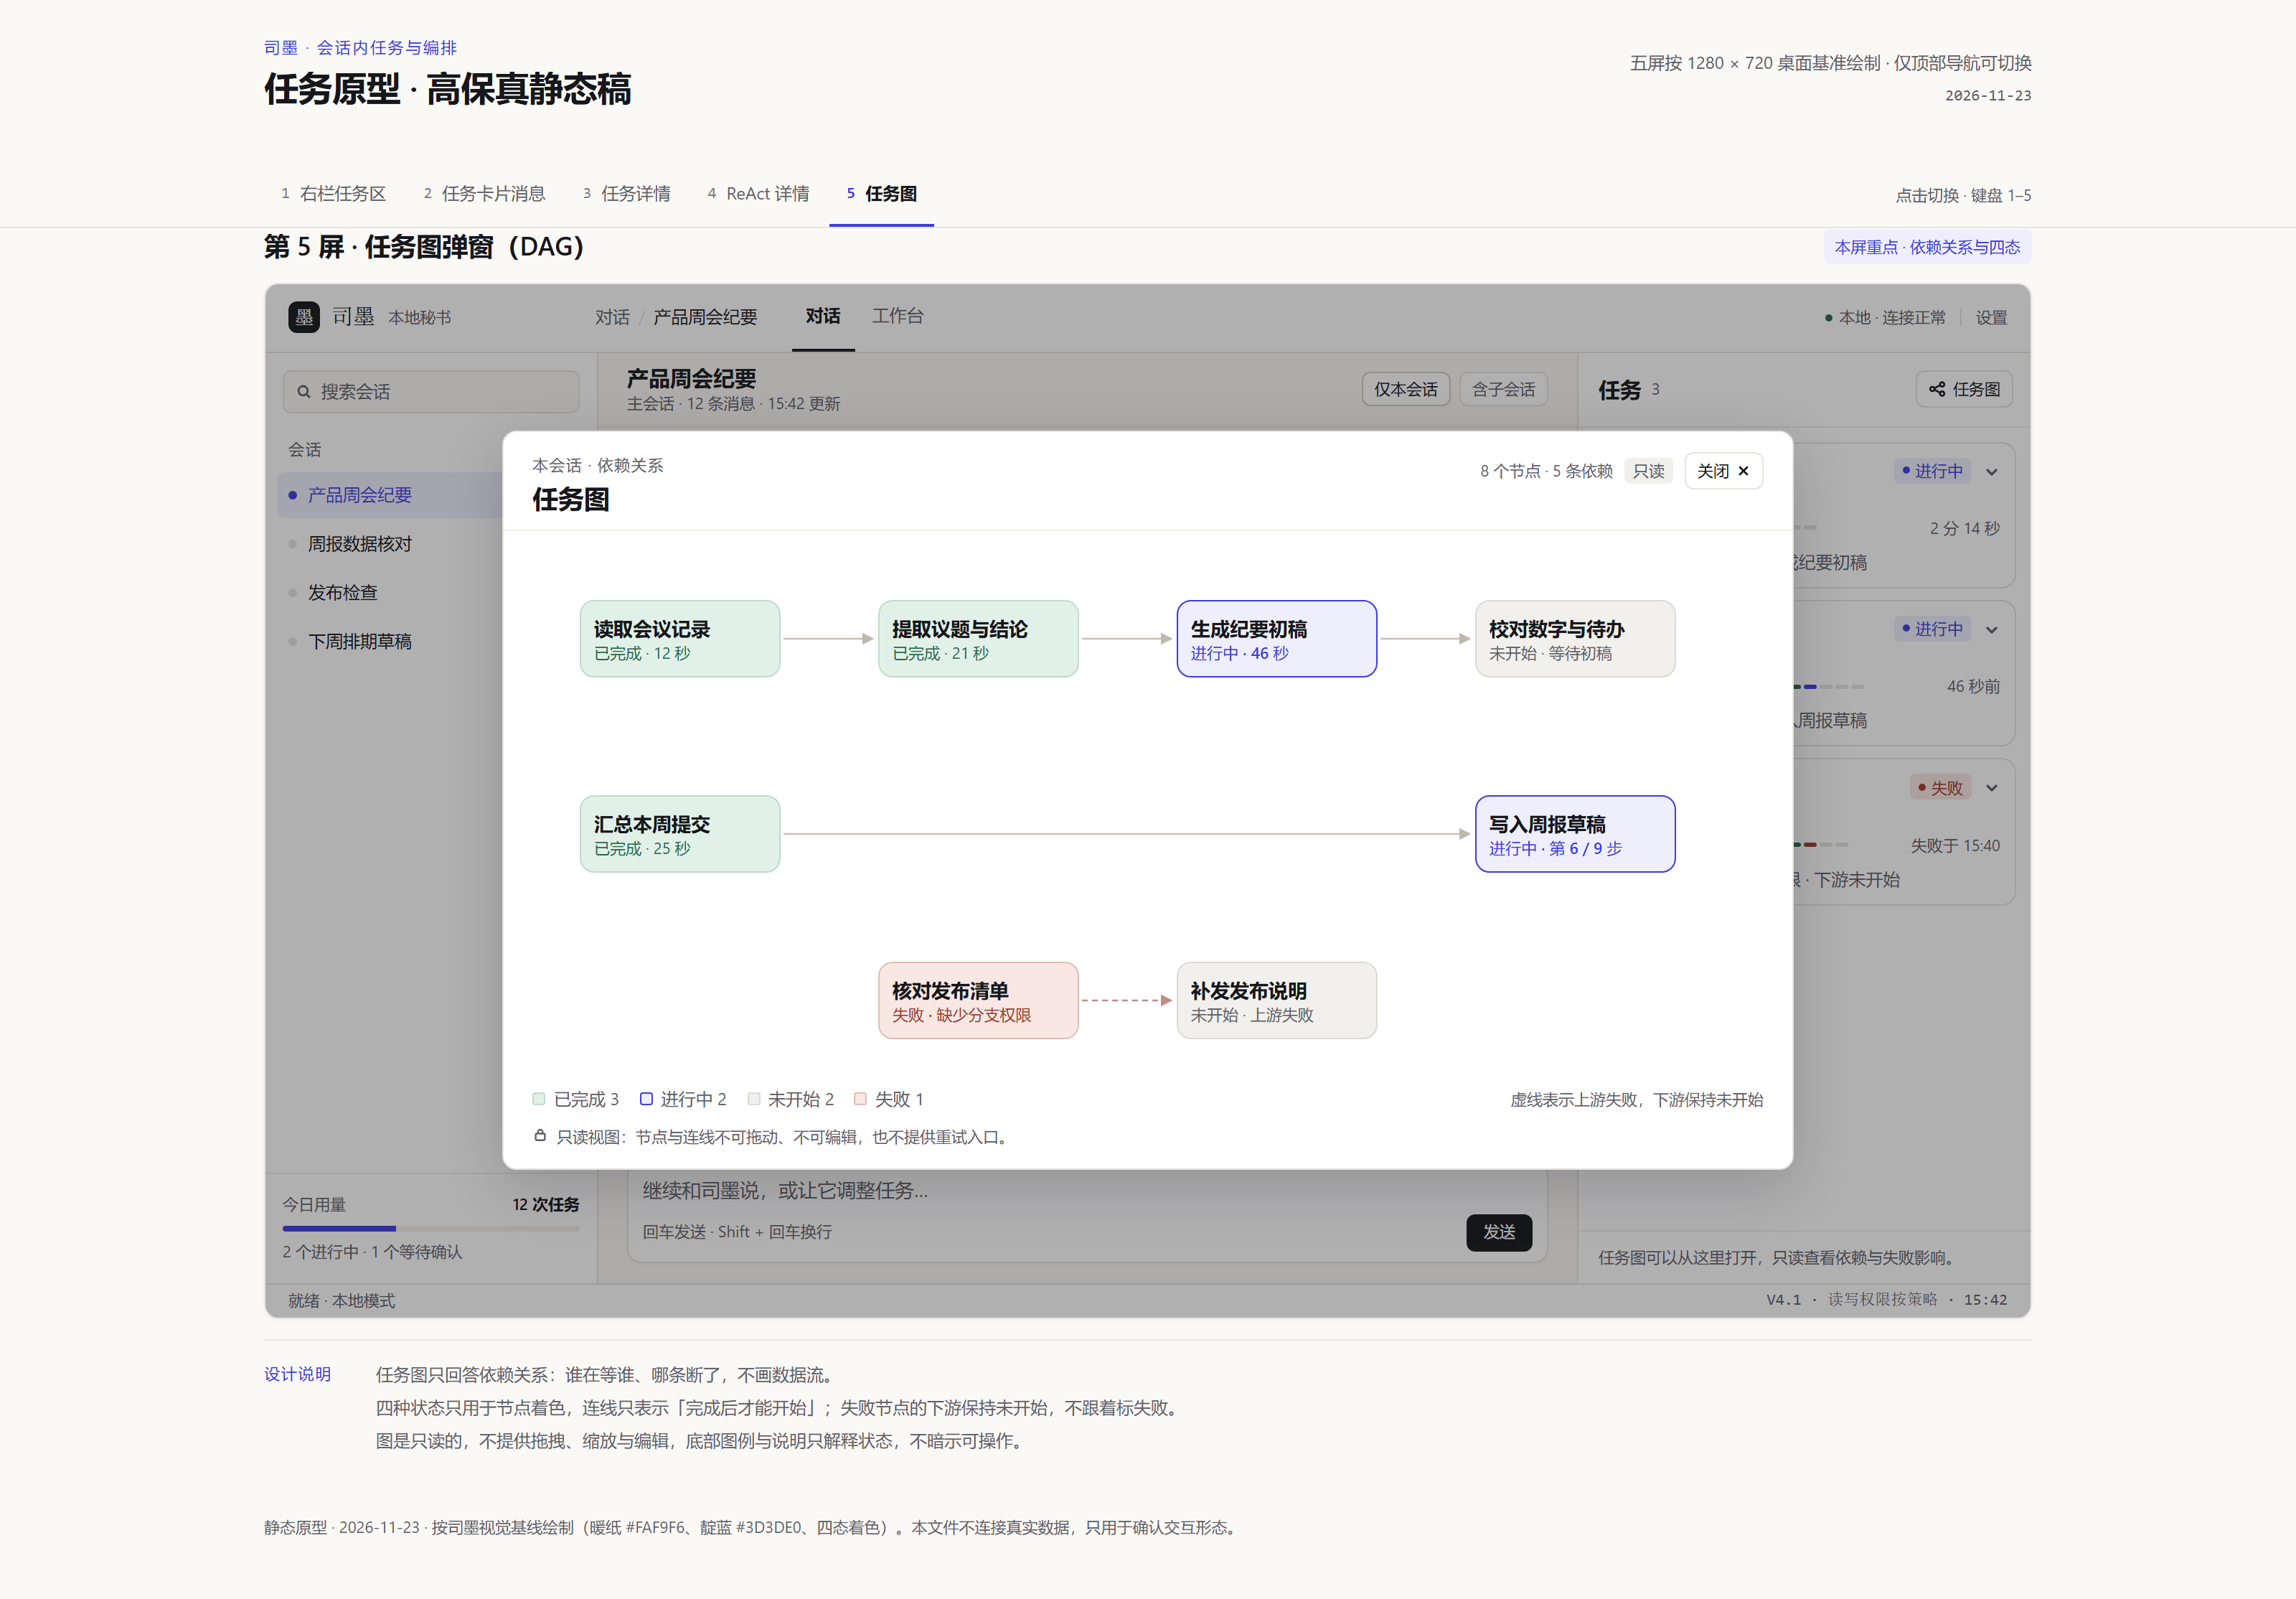 司墨 · 会话内任务与编排
任务原型 · 高保真静态稿
五屏按 1280 × 720 桌面基准绘制 · 仅顶部导航可切换
2026-11-23
1 右栏任务区 2 任务卡片消息 3 任务详情 4 ReAct 详情 5 任务图
点击切换 · 键盘 1–5
第 5 屏 · 任务图弹窗（DAG）
本屏重点 · 依赖关系与四态
墨 司墨 本地秘书
对话 / 产品周会纪要
对话 工作台
本地 · 连接正常 设置
搜索会话
会话
产品周会纪要
周报数据核对
发布检查
下周排期草稿
今日用量 12 次任务
2 个进行中 · 1 个等待确认
产品周会纪要
主会话 · 12 条消息 · 15:42 更新
仅本会话 含子会话
任务 3
任务图
本会话 · 依赖关系
任务图
8 个节点 · 5 条依赖 只读 关闭 ×
读取会议记录
已完成 · 12 秒
提取议题与结论
已完成 · 21 秒
生成纪要初稿
进行中 · 46 秒
校对数字与待办
未开始 · 等待初稿
汇总本周提交
已完成 · 25 秒
写入周报草稿
进行中 · 第 6 / 9 步
核对发布清单
失败 · 缺少分支权限
补发发布说明
未开始 · 上游失败
已完成 3 进行中 2 未开始 2 失败 1
虚线表示上游失败，下游保持未开始
只读视图：节点与连线不可拖动、不可编辑，也不提供重试入口。
进行中
2 分 14 秒
纪要初稿
进行中
46 秒前
周报草稿
失败
失败于 15:40
· 下游未开始
继续和司墨说，或让它调整任务…
回车发送 · Shift + 回车换行
发送
任务图可以从这里打开，只读查看依赖与失败影响。
就绪 · 本地模式
V4.1 · 读写权限按策略 · 15:42
设计说明
任务图只回答依赖关系：谁在等谁、哪条断了，不画数据流。
四种状态只用于节点着色，连线只表示「完成后才能开始」；失败节点的下游保持未开始，不跟着标失败。
图是只读的，不提供拖拽、缩放与编辑，底部图例与说明只解释状态，不暗示可操作。
静态原型 · 2026-11-23 · 按司墨视觉基线绘制（暖纸 #FAF9F6、靛蓝 #3D3DE0、四态着色）。本文件不连接真实数据，只用于确认交互形态。